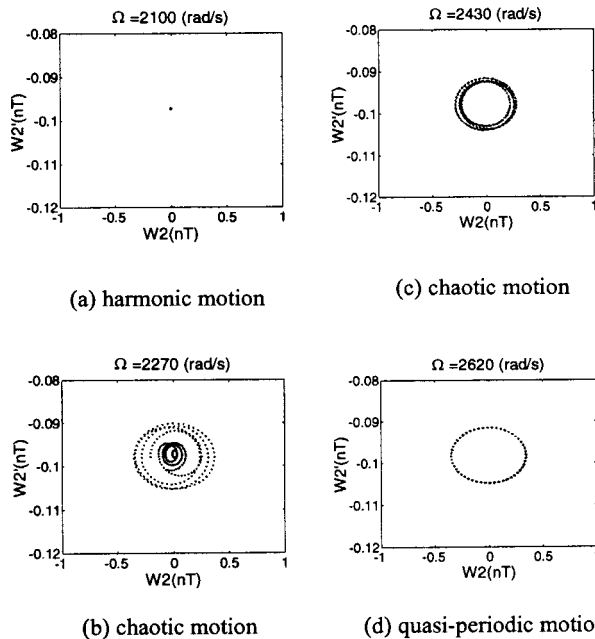 Ω =2100 (rad/s)
-0.08
-0.09
-0.1
-0.11
-0.12
W2'(nT)
-1 -0.5 0 0.5 1
W2(nT)
(a) harmonic motion
Ω =2430 (rad/s)
-0.08
-0.09
-0.1
-0.11
-0.12
W2'(nT)
-1 -0.5 0 0.5 1
W2(nT)
(c) chaotic motion
Ω =2270 (rad/s)
-0.08
-0.09
-0.1
-0.11
-0.12
W2'(nT)
-1 -0.5 0 0.5 1
W2(nT)
(b) chaotic motion
Ω =2620 (rad/s)
-0.08
-0.09
-0.1
-0.11
-0.12
W2'(nT)
-1 -0.5 0 0.5 1
W2(nT)
(d) quasi-periodic motio